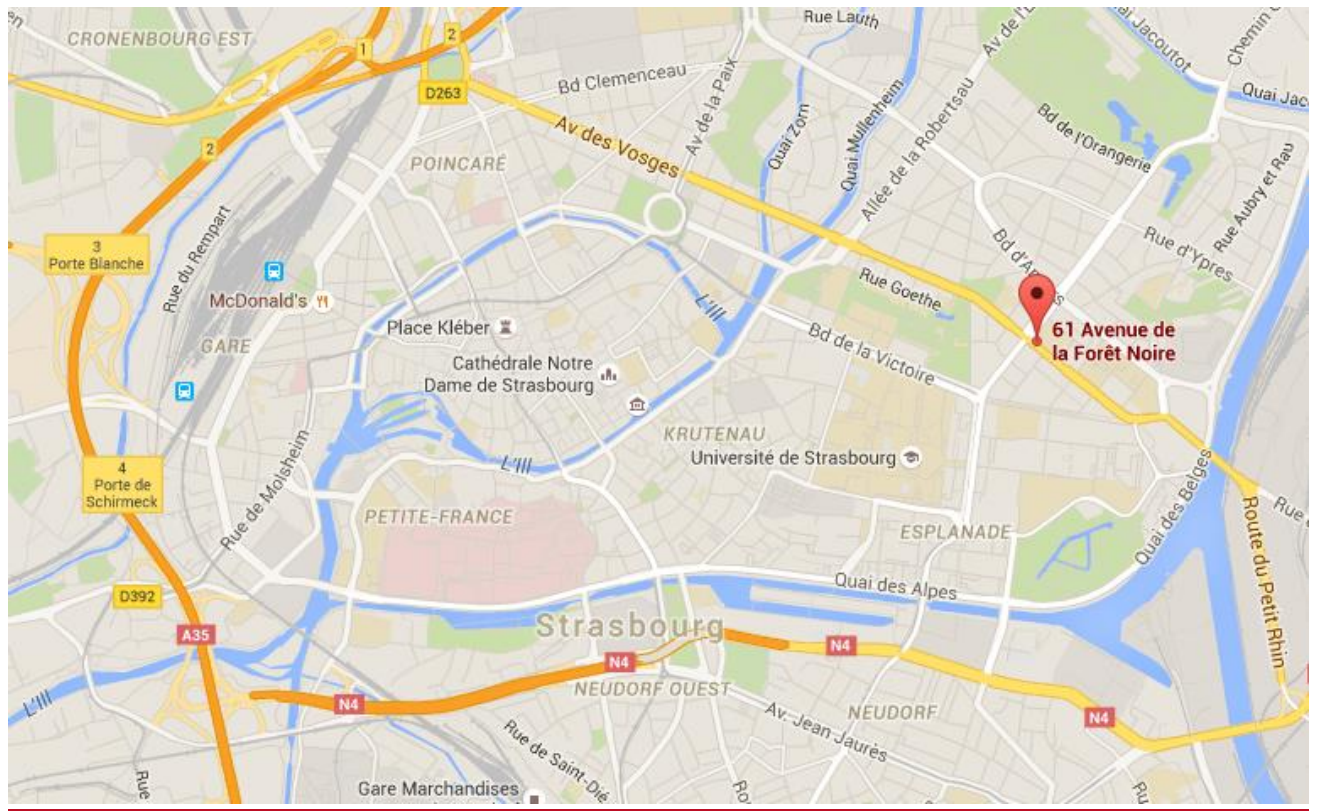 Rue Lauth
Quai Jacoutot
Chemin
CRONENBOURG EST
1
2
D263
Bd Clemenceau
Av de la Paix
Quai Zorn
Quai Mullenheim
Allée de la Robertsau
Av de l'
Bd de l'Orangerie
Quai Jac
Av des Vosges
2
POINCARÉ
Rue Aubry et Rau
Rue d'Ypres
Rue du Rempart
3
Porte Blanche
McDonald's
GARE
L'Ill
Place Kléber
Cathédrale Notre
Dame de Strasbourg
Rue Goethe
Bd d'A
Bd de la Victoire
61 Avenue de
la Forêt Noire
KRUTENAU
Université de Strasbourg
L'Ill
4
Porte de
Schirmeck
Rue de Molsheim
PETITE-FRANCE
ESPLANADE
Quai des Belges
Rue
Route du Petit Rhin
D392
Quai des Alpes
A35
Strasbourg
N4
N4
NEUDORF OUEST
N4
L'Ill
Av. Jean Jaurès
NEUDORF
N4
Rue
Rue de Saint-Dié
Gare Marchandises
Ro
Ru